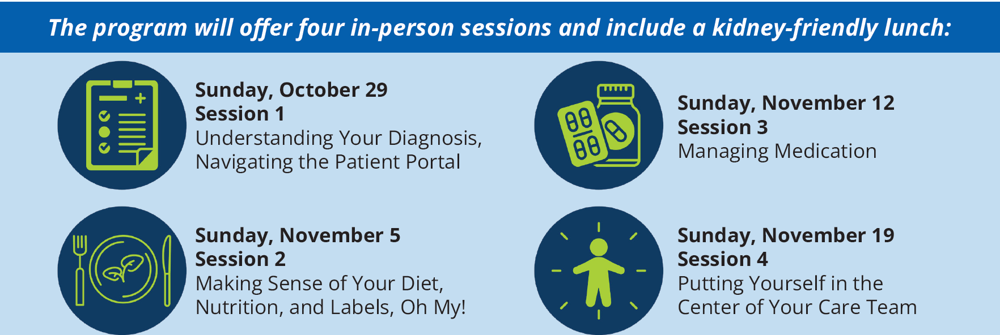 The program will offer four in-person sessions and include a kidney-friendly lunch:
Sunday, October 29
Session 1
Understanding Your Diagnosis,
Navigating the Patient Portal
Sunday, November 5
Session 2
Making Sense of Your Diet,
Nutrition, and Labels, Oh My!
Sunday, November 12
Session 3
Managing Medication
Sunday, November 19
Session 4
Putting Yourself in the
Center of Your Care Team